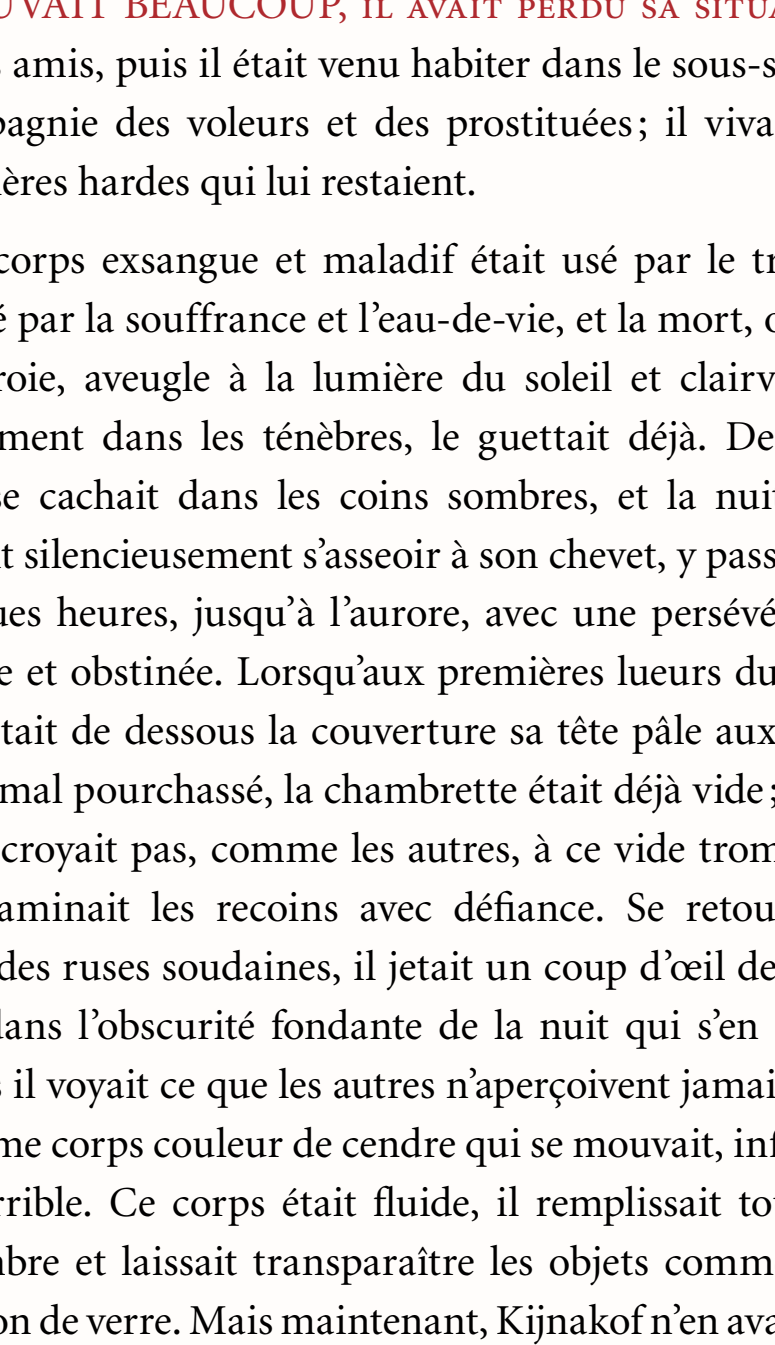 UVAIT BEAUCOUP, IL AVAIT PERDU SA SITUA
s amis, puis il était venu habiter dans le sous-s
pagnie des voleurs et des prostituées ; il viva
ières hardes qui lui restaient.
corps exsangue et maladif était usé par le tr
é par la souffrance et l’eau-de-vie, et la mort, o
roie, aveugle à la lumière du soleil et clairv
ment dans les ténèbres, le guettait déjà. De
se cachait dans les coins sombres, et la nuit
t silencieusement s’asseoir à son chevet, y pass
ues heures, jusqu’à l’aurore, avec une persévé
e et obstinée. Lorsqu’aux premières lueurs du
tait de dessous la couverture sa tête pâle aux
mal pourchassé, la chambrette était déjà vide ;
croyait pas, comme les autres, à ce vide trom
aminait les recoins avec défiance. Se retou
des ruses soudaines, il jetait un coup d’œil de
dans l’obscurité fondante de la nuit qui s’en
s il voyait ce que les autres n’aperçoivent jamai
me corps couleur de cendre qui se mouvait, inf
rrible. Ce corps était fluide, il remplissait to
mbre et laissait transparaître les objets comm
on de verre. Mais maintenant, Kijnakof n’en ava